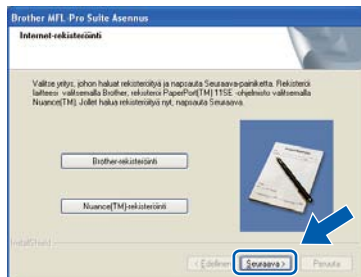 Brother MFL-Pro Suite Asennus
Internet-rekisteröinti
Valitse yritys, johon haluat rekisteröityä ja napsauta Seuraava-painiketta. Rekisteröi
laitteesi valitsemalla Brother, rekisteröi PaperPort(TM) 11SE -ohjelmisto valitsemalla
Nuance(TM). Jollet halua rekisteröityä nyt, napsauta Seuraava.
Brother-rekisteröinti
Nuance(TM)-rekisteröinti
InstallShield
< Edellinen Seuraava > Peruuta